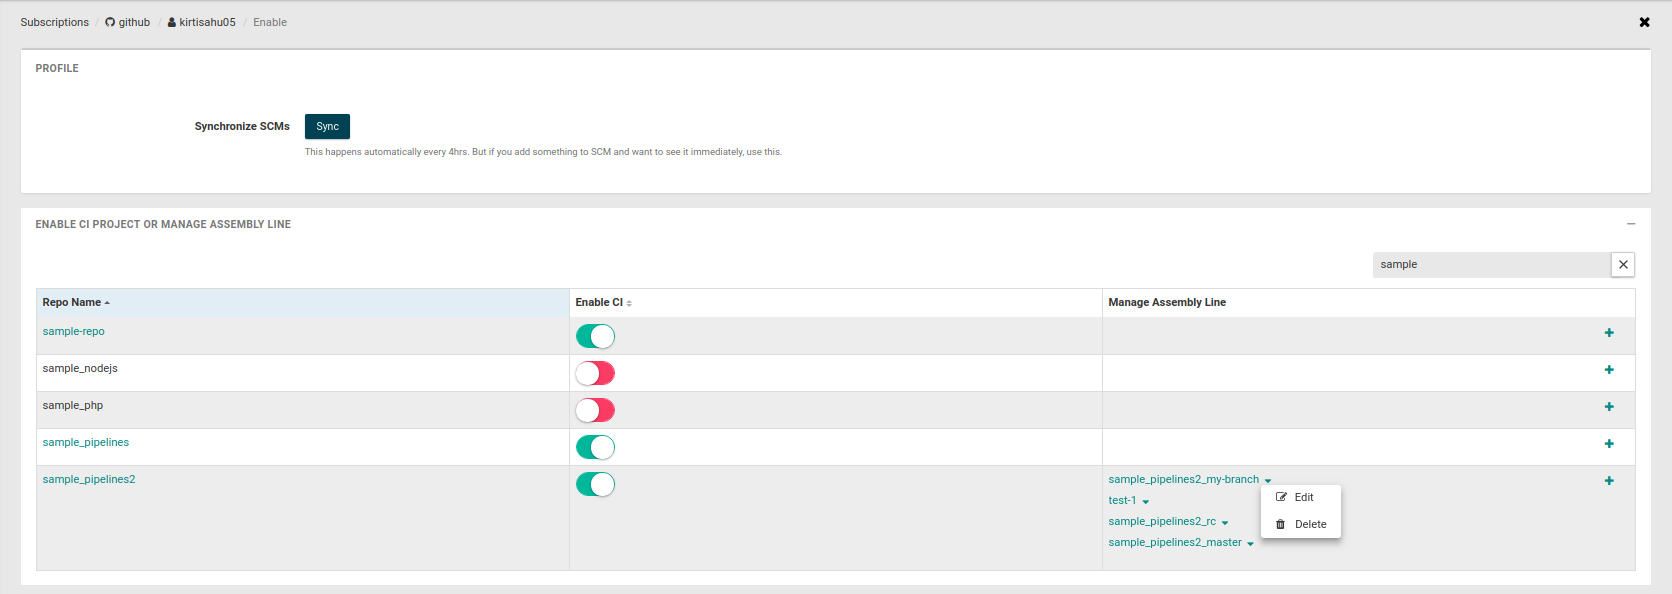 Subscriptions / github / kirtisahu05 / Enable
PROFILE
Synchronize SCMs Sync
This happens automatically every 4hrs. But if you add something to SCM and want to see it immediately, use this.
ENABLE CI PROJECT OR MANAGE ASSEMBLY LINE
sample
Repo Name Enable CI Manage Assembly Line
sample-repo
sample_nodejs
sample_php
sample_pipelines
sample_pipelines2 sample_pipelines2_my-branch
Edit
test-1
sample_pipelines2_rc
Delete
sample_pipelines2_master